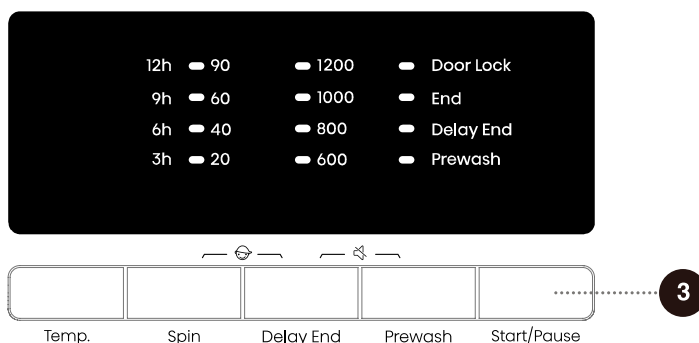 12h 90 1200 Door Lock
9h 60 1000 End
6h 40 800 Delay End
3h 20 600 Prewash
3
Temp. Spin Delay End Prewash Start/Pause